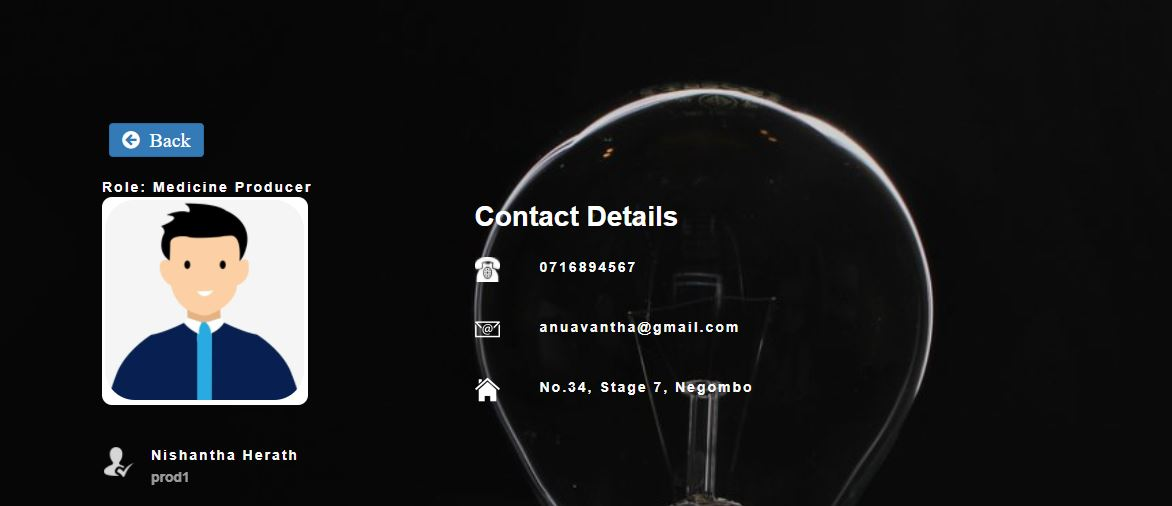 Back
Role: Medicine Producer
Contact Details
0716894567
anuavantha@gmail.com
No.34, Stage 7, Negombo
Nishantha Herath
prod1